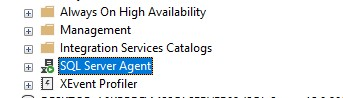 Always On High Availability
Management
Integration Services Catalogs
SQL Server Agent
XEvent Profiler